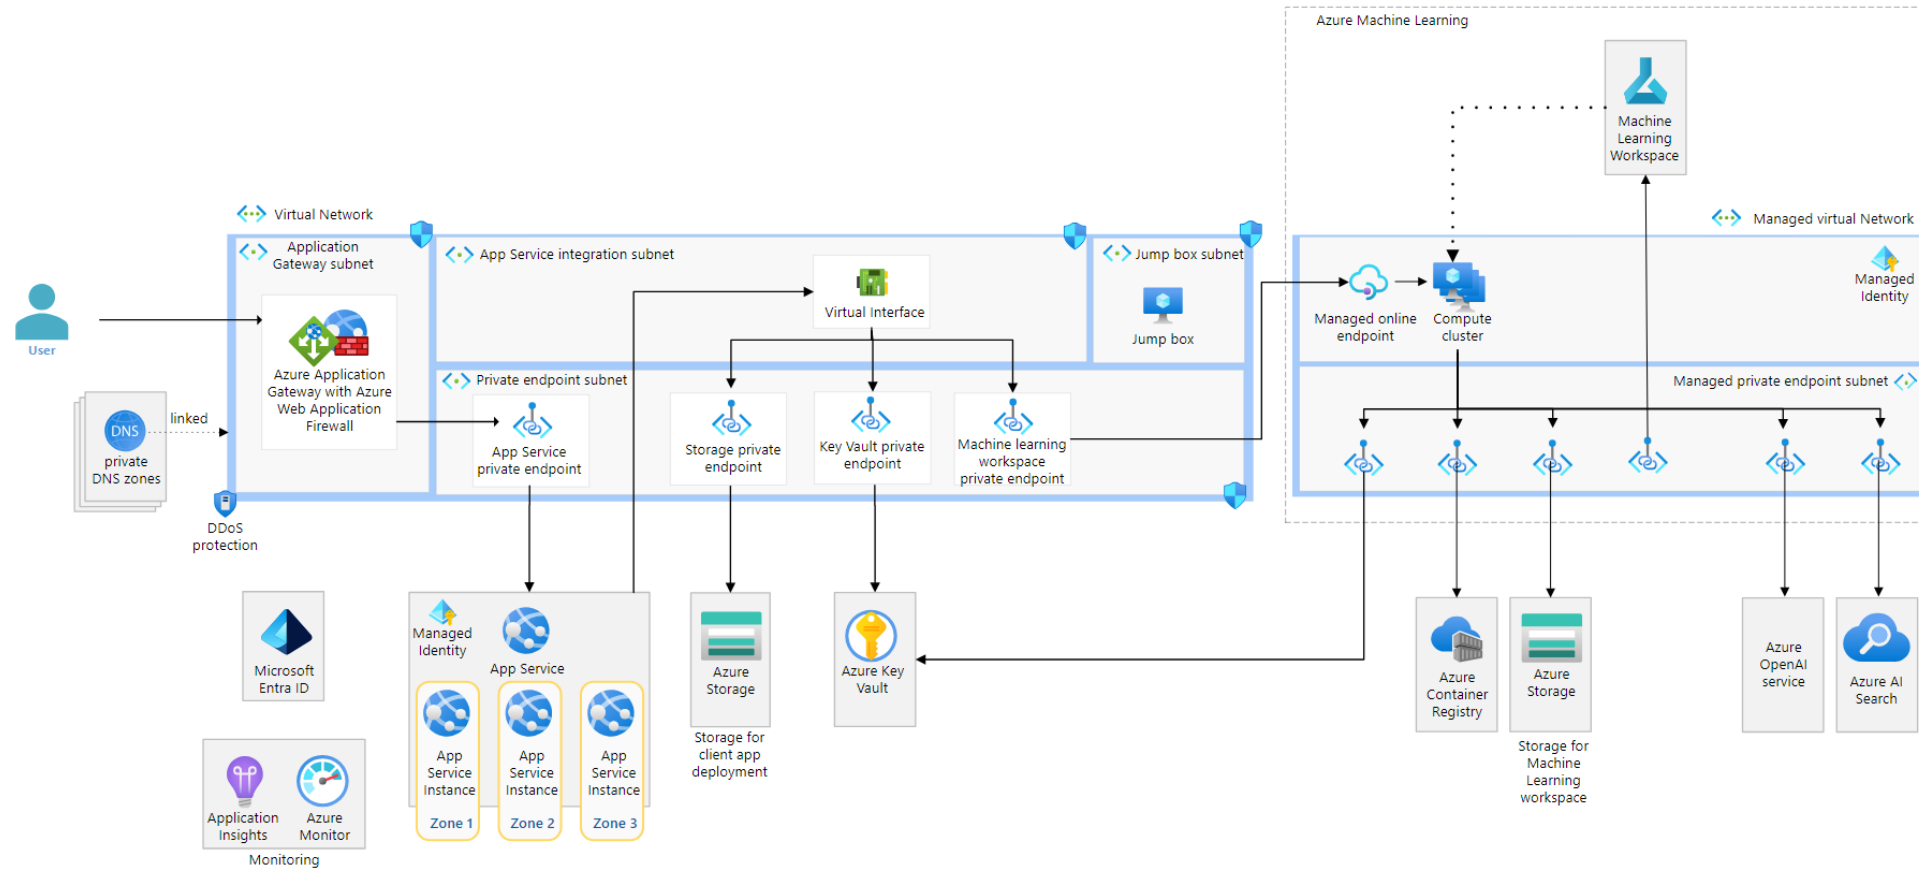 Azure Machine Learning
Machine
Learning
Workspace
Virtual Network
Managed virtual Network
Application
Gateway subnet
App Service integration subnet
Jump box subnet
Virtual Interface
Jump box
Managed online
endpoint
Compute
cluster
Managed
Identity
User
Azure Application
Gateway with Azure
Web Application
Firewall
Private endpoint subnet
Managed private endpoint subnet
App Service
private endpoint
Storage private
endpoint
Key Vault private
endpoint
Machine learning
workspace
private endpoint
DNS
private
DNS zones
linked
DDoS
protection
Microsoft
Entra ID
Managed
Identity
App Service
App
Service
Instance
Zone 1
App
Service
Instance
Zone 2
App
Service
Instance
Zone 3
Azure
Storage
Storage for
client app
deployment
Azure Key
Vault
Azure
Container
Registry
Azure
Storage
Storage for
Machine
Learning
workspace
Azure
OpenAI
service
Azure AI
Search
Application
Insights
Azure
Monitor
Monitoring